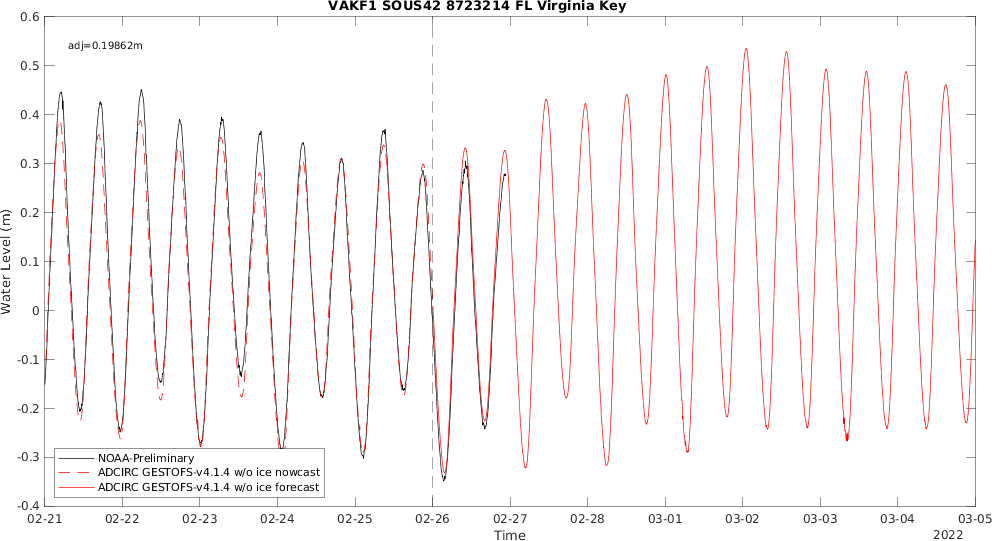 VAKF1 SOUS42 8723214 FL Virginia Key
adj=0.19862m
Water Level (m)
0.6
0.5
0.4
0.3
0.2
0.1
0
-0.1
-0.2
-0.3
-0.4
NOAA-Preliminary
ADCIRC GESTOFS-v4.1.4 w/o ice nowcast
ADCIRC GESTOFS-v4.1.4 w/o ice forecast
02-21 02-22 02-23 02-24 02-25 02-26 02-27 02-28 03-01 03-02 03-03 03-04 03-05
Time
2022